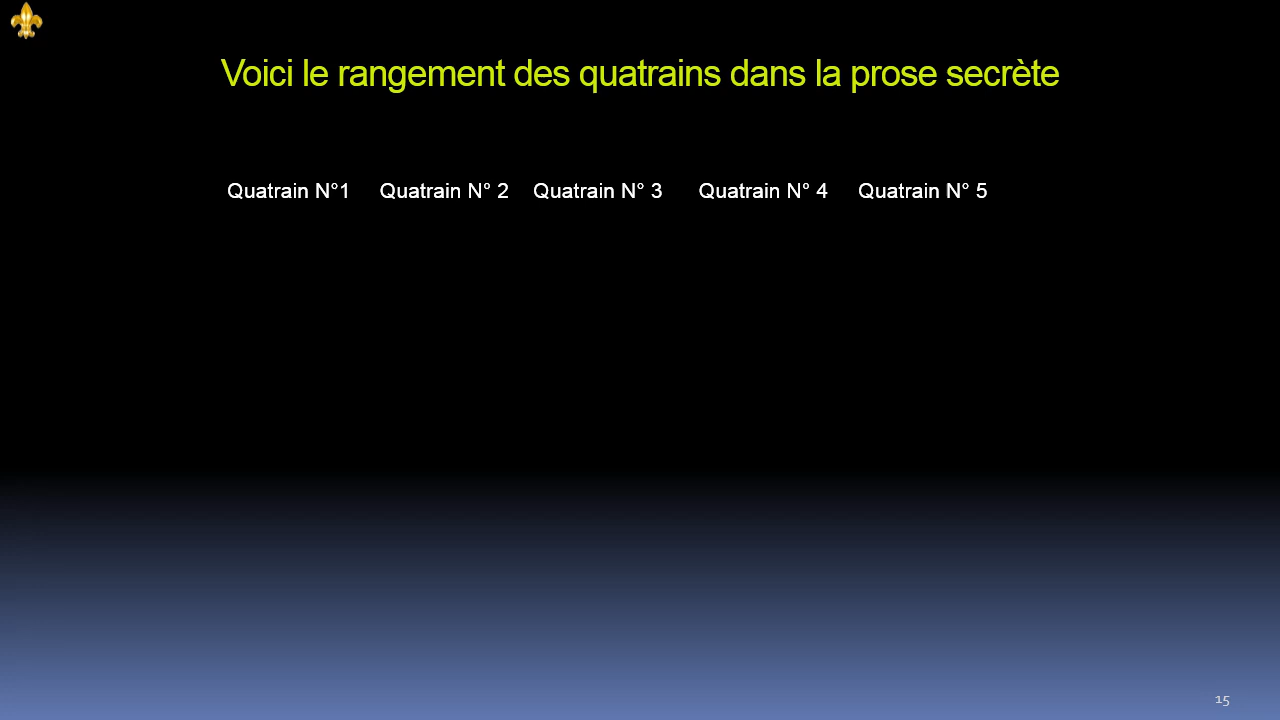 Voici le rangement des quatrains dans la prose secrète
Quatrain N°1 Quatrain N° 2 Quatrain N° 3 Quatrain N° 4 Quatrain N° 5
15